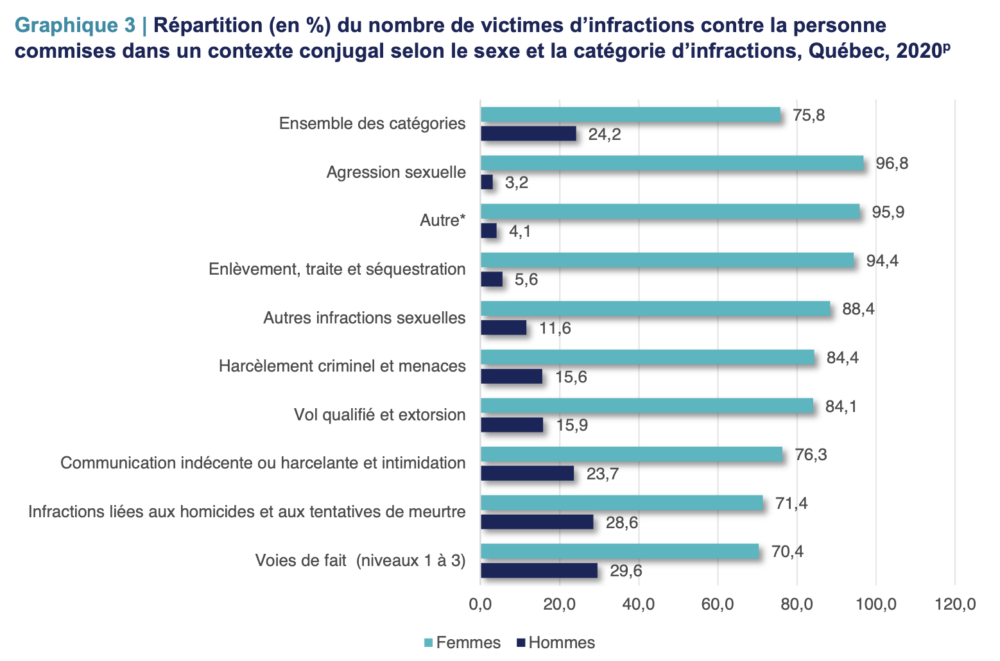 Graphique 3 | Répartition (en %) du nombre de victimes d’infractions contre la personne
commises dans un contexte conjugal selon le sexe et la catégorie d’infractions, Québec, 2020ᵖ
Ensemble des catégories
75,8
24,2
Agression sexuelle
96,8
3,2
Autre*
95,9
4,1
Enlèvement, traite et séquestration
94,4
5,6
Autres infractions sexuelles
88,4
11,6
Harcèlement criminel et menaces
84,4
15,6
Vol qualifié et extorsion
84,1
15,9
Communication indécente ou harcelante et intimidation
76,3
23,7
Infractions liées aux homicides et aux tentatives de meurtre
71,4
28,6
Voies de fait  (niveaux 1 à 3)
70,4
29,6
0,0 20,0 40,0 60,0 80,0 100,0 120,0
Femmes Hommes